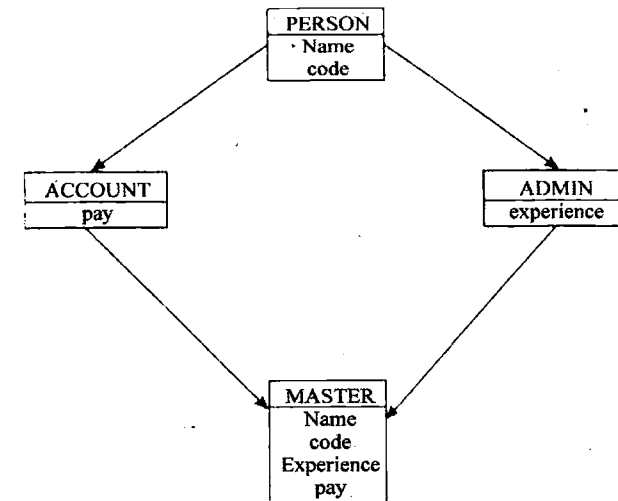 PERSON
Name
code
ACCOUNT
pay
ADMIN
experience
MASTER
Name
code
Experience
pay